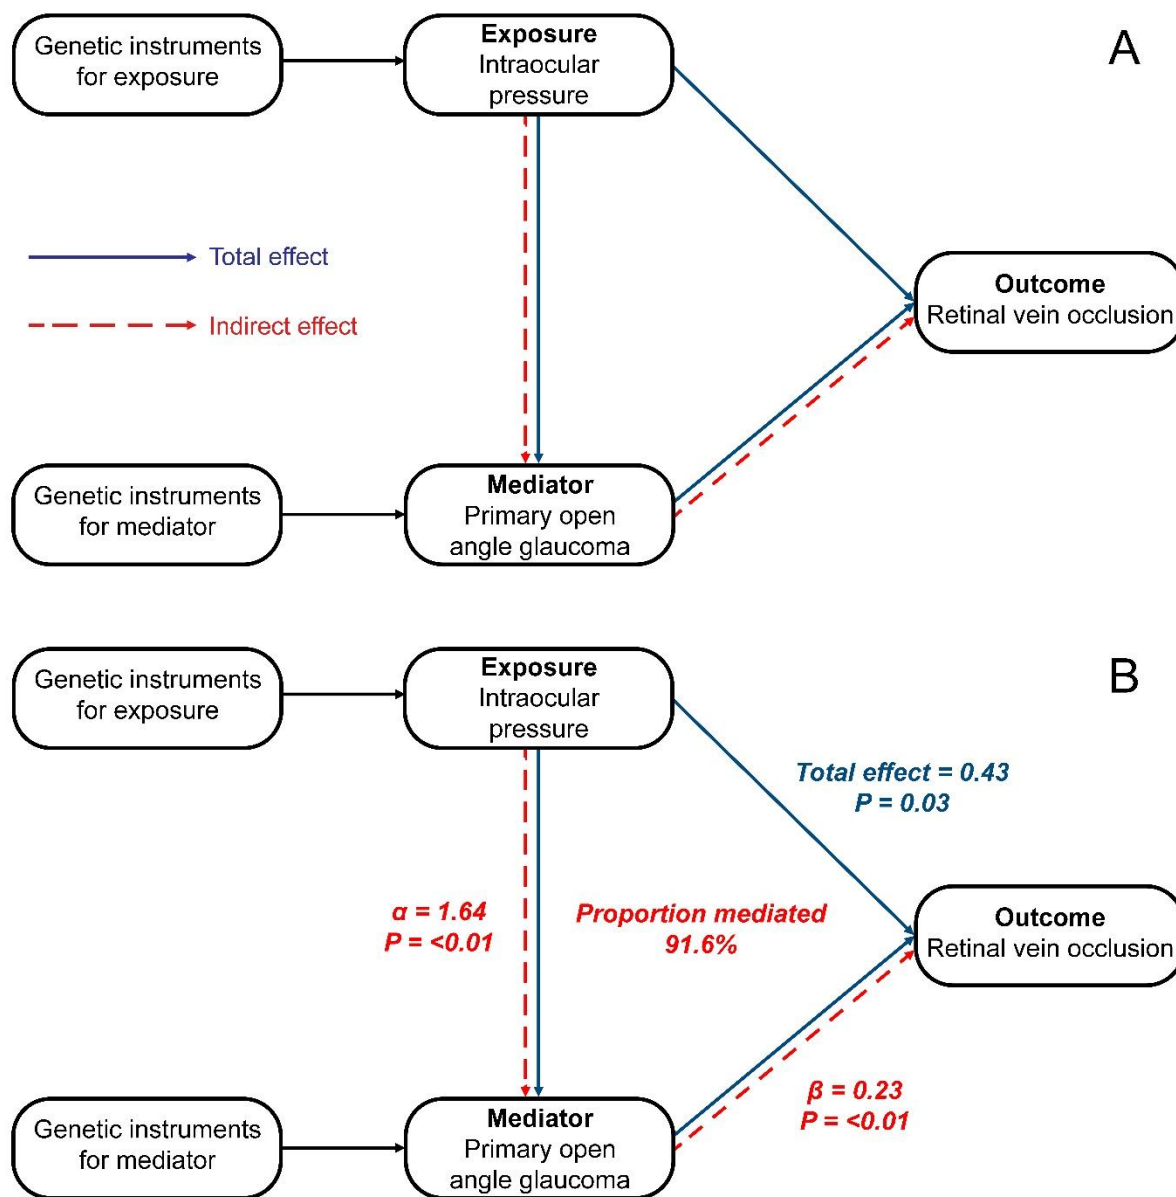 Genetic instruments
for exposure
Exposure
Intraocular
pressure
A
Total effect
Indirect effect
Outcome
Retinal vein occlusion
Genetic instruments
for mediator
Mediator
Primary open
angle glaucoma
Genetic instruments
for exposure
Exposure
Intraocular
pressure
B
Total effect = 0.43
P = 0.03
α = 1.64
P = <0.01
Proportion mediated
91.6%
Outcome
Retinal vein occlusion
β = 0.23
P = <0.01
Genetic instruments
for mediator
Mediator
Primary open
angle glaucoma